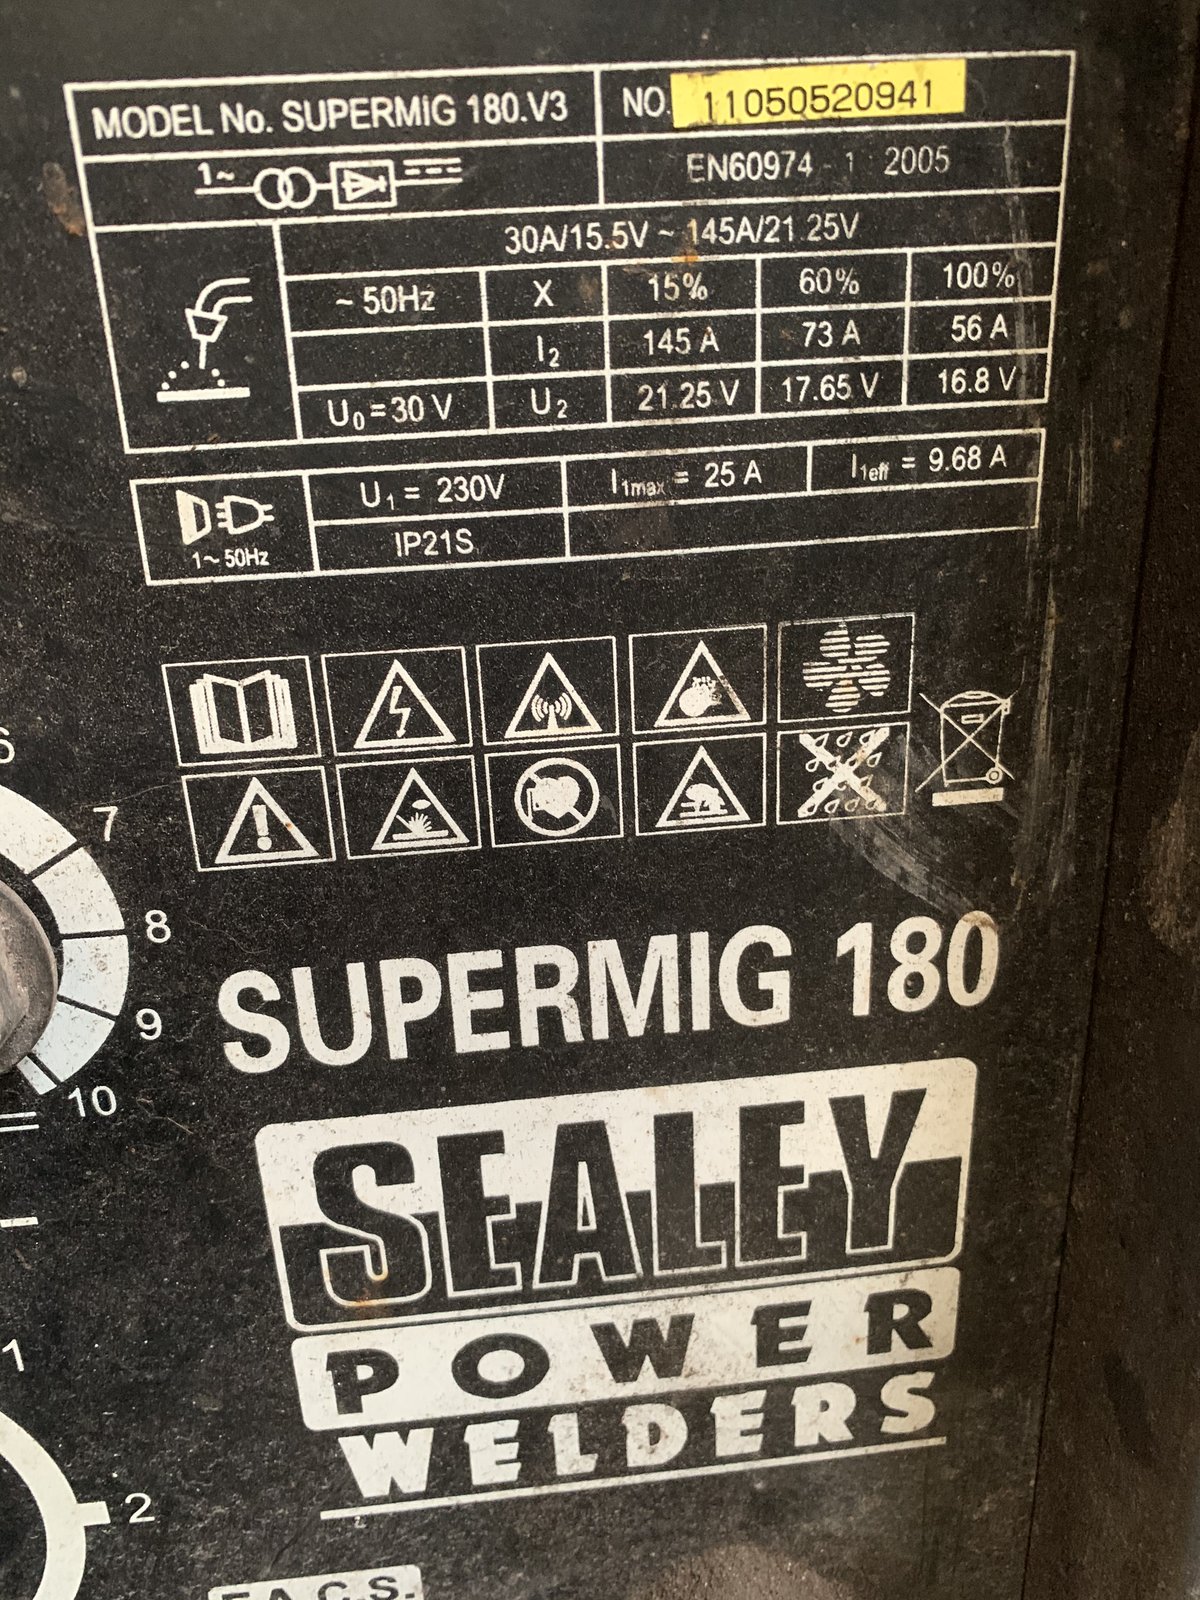 MODEL No. SUPERMIG 180.V3 NO. 11050520941
1~ EN60974 - 1 : 2005
30A/15.5V ~ 145A/21.25V
~ 50Hz X 15% 60% 100%
I2 145 A 73 A 56 A
U0=30 V U2 21.25 V 17.65 V 16.8 V
U1= 230V I1max = 25 A I1eff = 9.68 A
1~ 50Hz IP21S
6
7
8
9
10
SUPERMIG 180
SEALEY
POWER
WELDERS
1
2
F.A.C.S.